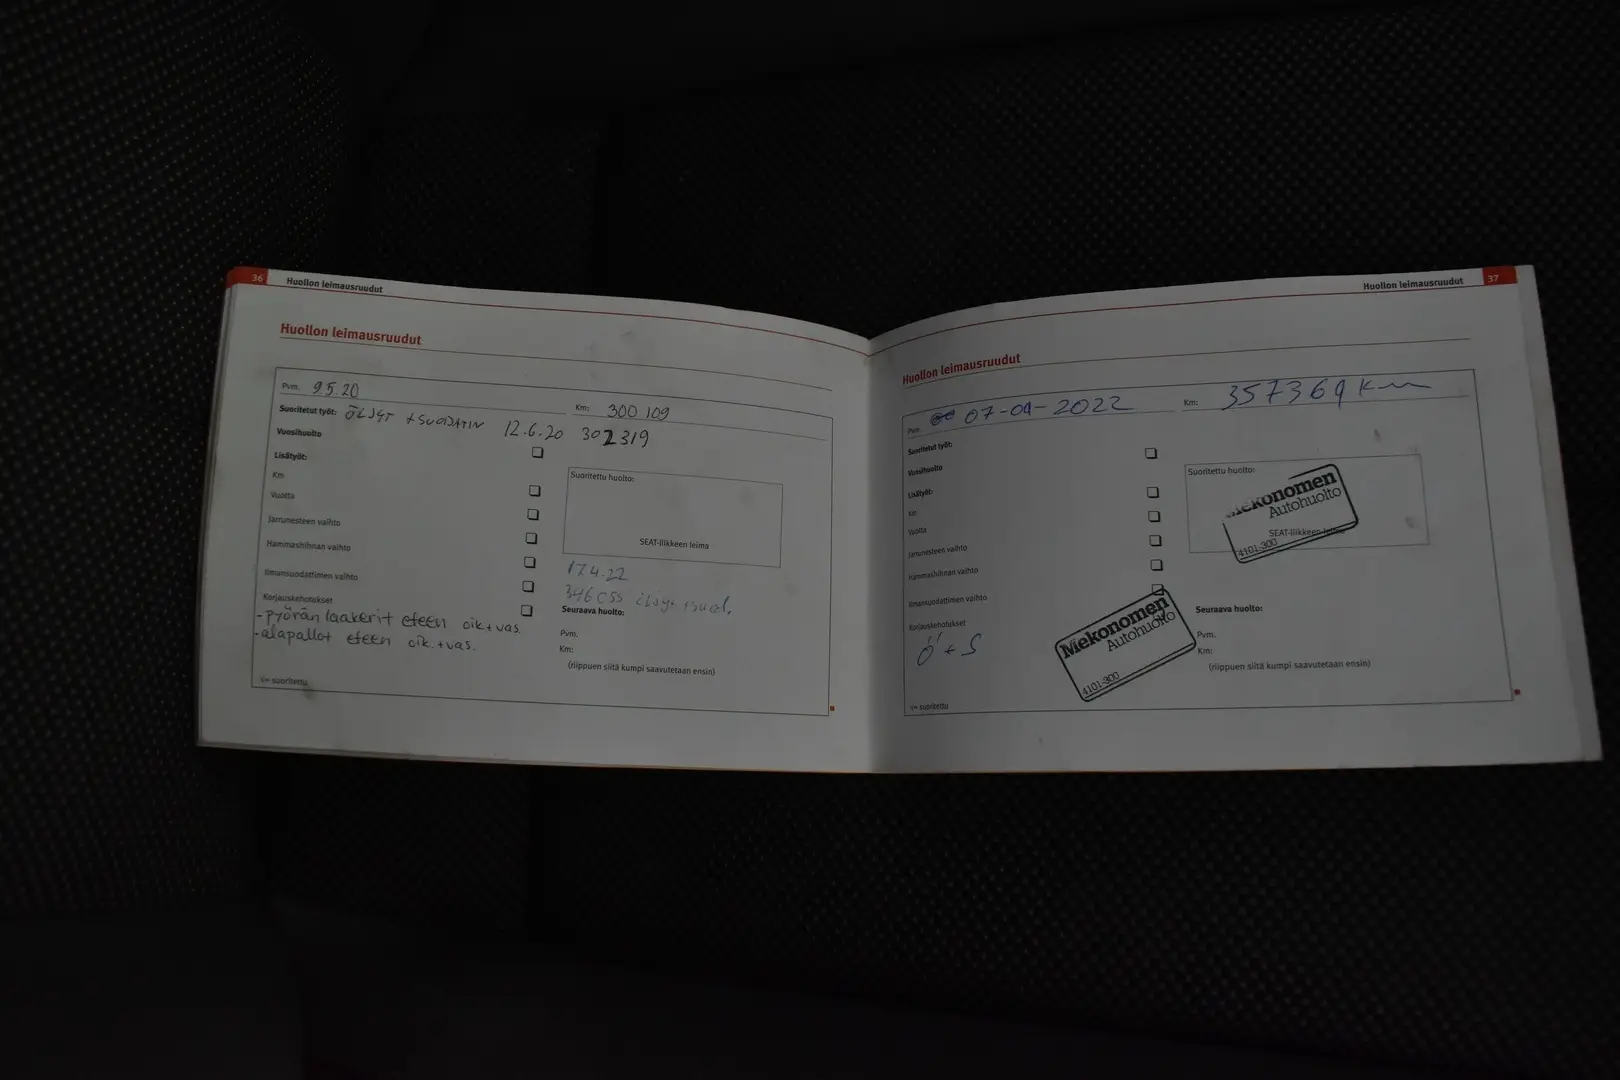 36 Huollon leimausruudut
Huollon leimausruudut
Pvm. 9.5.20 Km: 300 109
Suoritetut työt: ÖLJYT + SUODATIN 12.6.20 302319
Vuosihuolto
Lisätyöt:
Km
Vuotta
Jarrunesteen vaihto
Hammashihnan vaihto
Ilmansuodattimen vaihto
Korjauskehotukset
-pyörän laakerit eteen oik+vas.
-alapallot eteen oik.+vas.
v= suoritettu
Suoritettu huolto:
SEAT-liikkeen leima
17.4.22
346055
Seuraava huolto:
Pvm.
Km:
(riippuen siitä kumpi saavutetaan ensin)
Huollon leimausruudut 37
Huollon leimausruudut
Pvm. 07-09-2022 Km: 357369 km
Suoritetut työt:
Vuosihuolto
Lisätyöt:
Km
Vuotta
Jarrunesteen vaihto
Hammashihnan vaihto
Ilmansuodattimen vaihto
Korjauskehotukset
Ö + S
Mekonomen
Autohuolto
4101-300
v= suoritettu
Suoritettu huolto:
Mekonomen
Autohuolto
SEAT-liikkeen leima
4101-300
Seuraava huolto:
Pvm.
Km:
(riippuen siitä kumpi saavutetaan ensin)